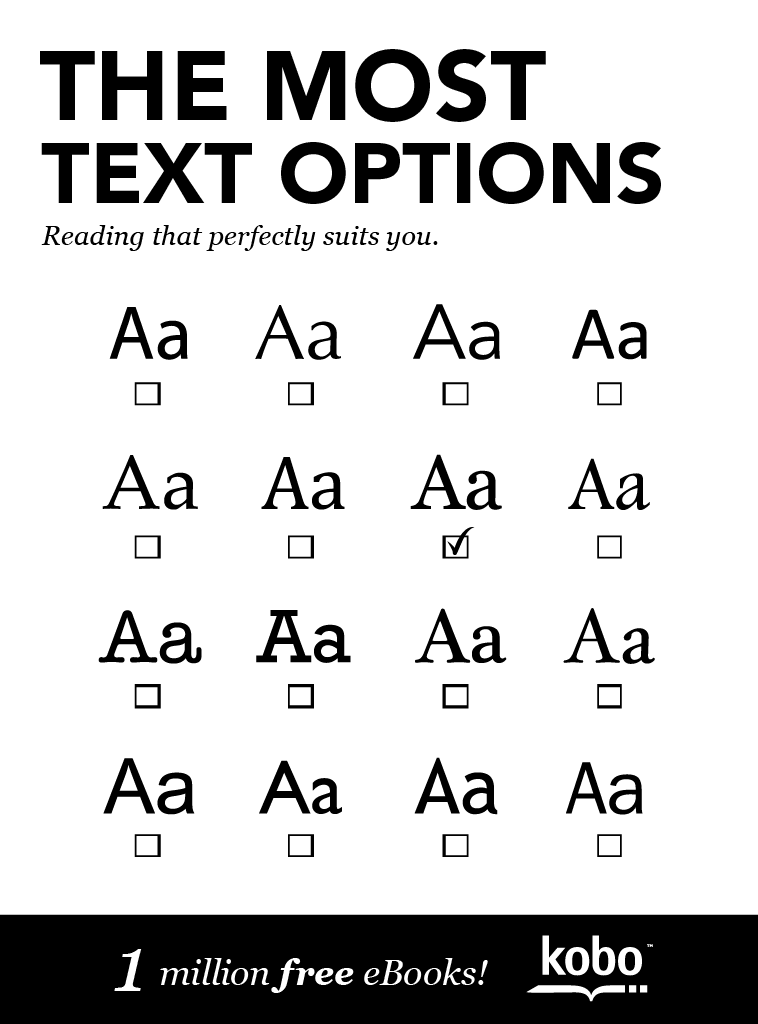 THE MOST
TEXT OPTIONS
Reading that perfectly suits you.
Aa Aa Aa Aa
Aa Aa Aa Aa
Aa Aa Aa Aa
Aa Aa Aa Aa
1 million free eBooks!
kobo™